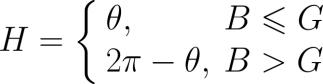 H = { θ, B ⩽ G
2π − θ, B > G